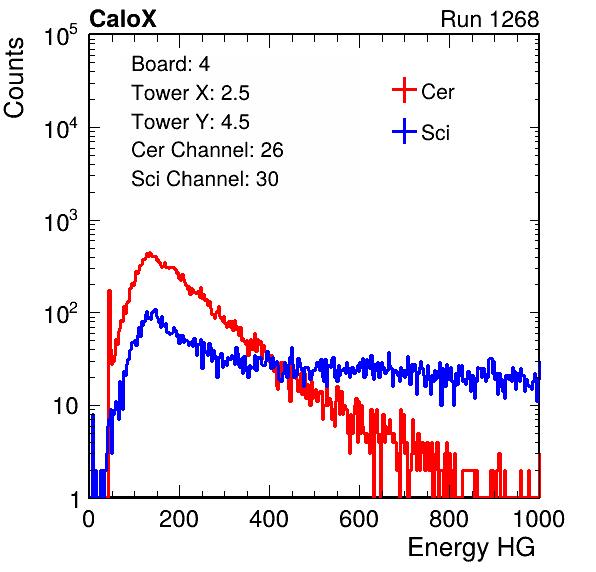 CaloX Run 1268
Counts
10^5
10^4
10^3
10^2
10
1
Board: 4
Tower X: 2.5
Tower Y: 4.5
Cer Channel: 26
Sci Channel: 30
Cer
Sci
0 200 400 600 800 1000
Energy HG